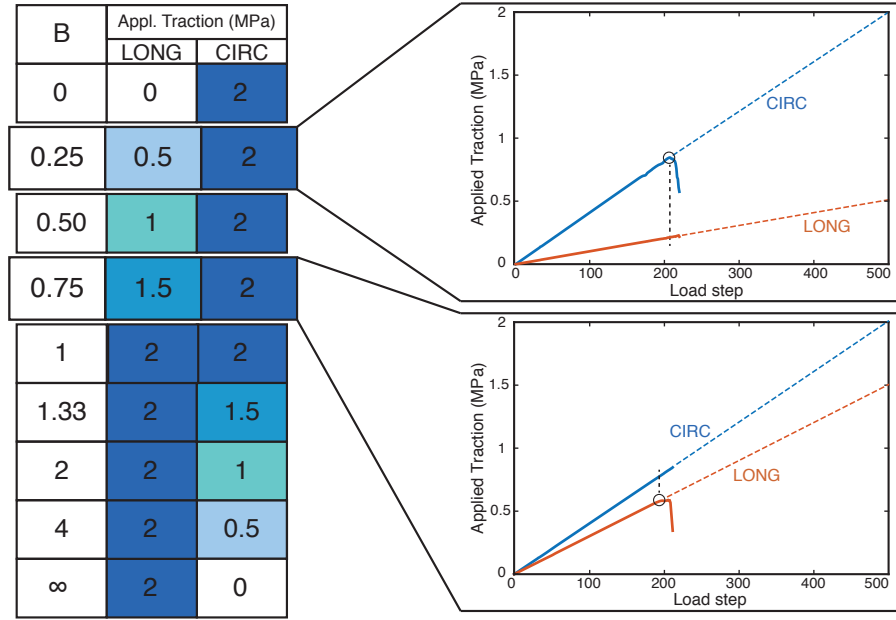 B
Appl. Traction (MPa)
LONG CIRC
0 0 2
0.25 0.5 2
0.50 1 2
0.75 1.5 2
1 2 2
1.33 2 1.5
2 2 1
4 2 0.5
∞ 2 0
2
1.5
1
0.5
0
Applied Traction (MPa)
CIRC
LONG
0 100 200 300 400 500
Load step
2
1.5
1
0.5
0
Applied Traction (MPa)
CIRC
LONG
0 100 200 300 400 500
Load step